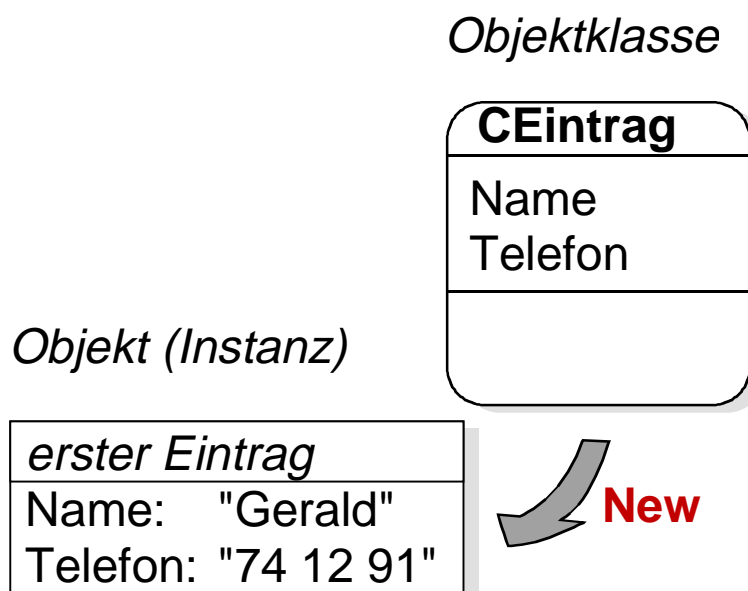 Objektklasse
CEintrag
Name
Telefon
Objekt (Instanz)
erster Eintrag
Name: "Gerald"
Telefon: "74 12 91"
New